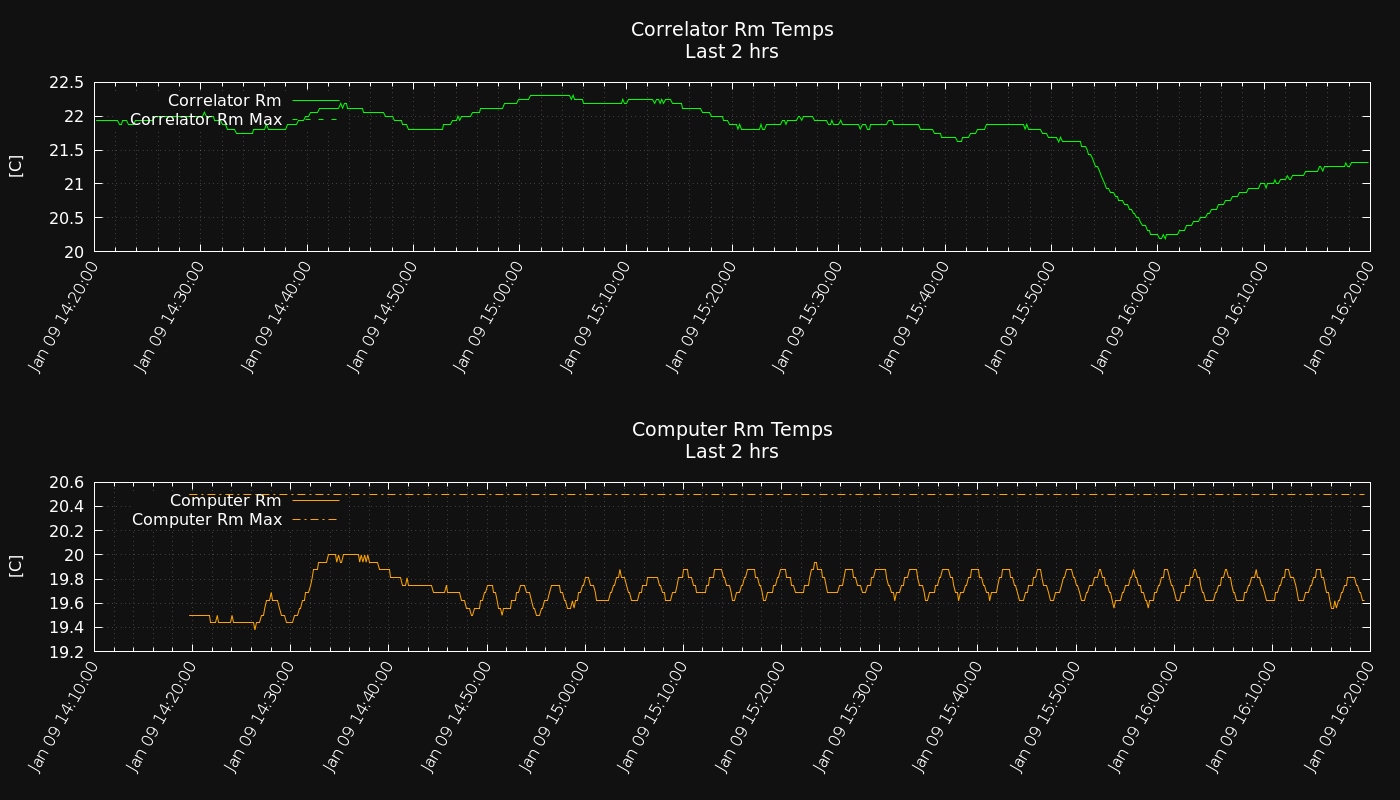 Correlator Rm Temps
Last 2 hrs
22.5
22
21.5
21
20.5
20
[C]
Correlator Rm
Correlator Rm Max
Jan 09 14:20:00
Jan 09 14:30:00
Jan 09 14:40:00
Jan 09 14:50:00
Jan 09 15:00:00
Jan 09 15:10:00
Jan 09 15:20:00
Jan 09 15:30:00
Jan 09 15:40:00
Jan 09 15:50:00
Jan 09 16:00:00
Jan 09 16:10:00
Jan 09 16:20:00
Computer Rm Temps
Last 2 hrs
20.6
20.4
20.2
20
19.8
19.6
19.4
19.2
[C]
Computer Rm
Computer Rm Max
Jan 09 14:10:00
Jan 09 14:20:00
Jan 09 14:30:00
Jan 09 14:40:00
Jan 09 14:50:00
Jan 09 15:00:00
Jan 09 15:10:00
Jan 09 15:20:00
Jan 09 15:30:00
Jan 09 15:40:00
Jan 09 15:50:00
Jan 09 16:00:00
Jan 09 16:10:00
Jan 09 16:20:00